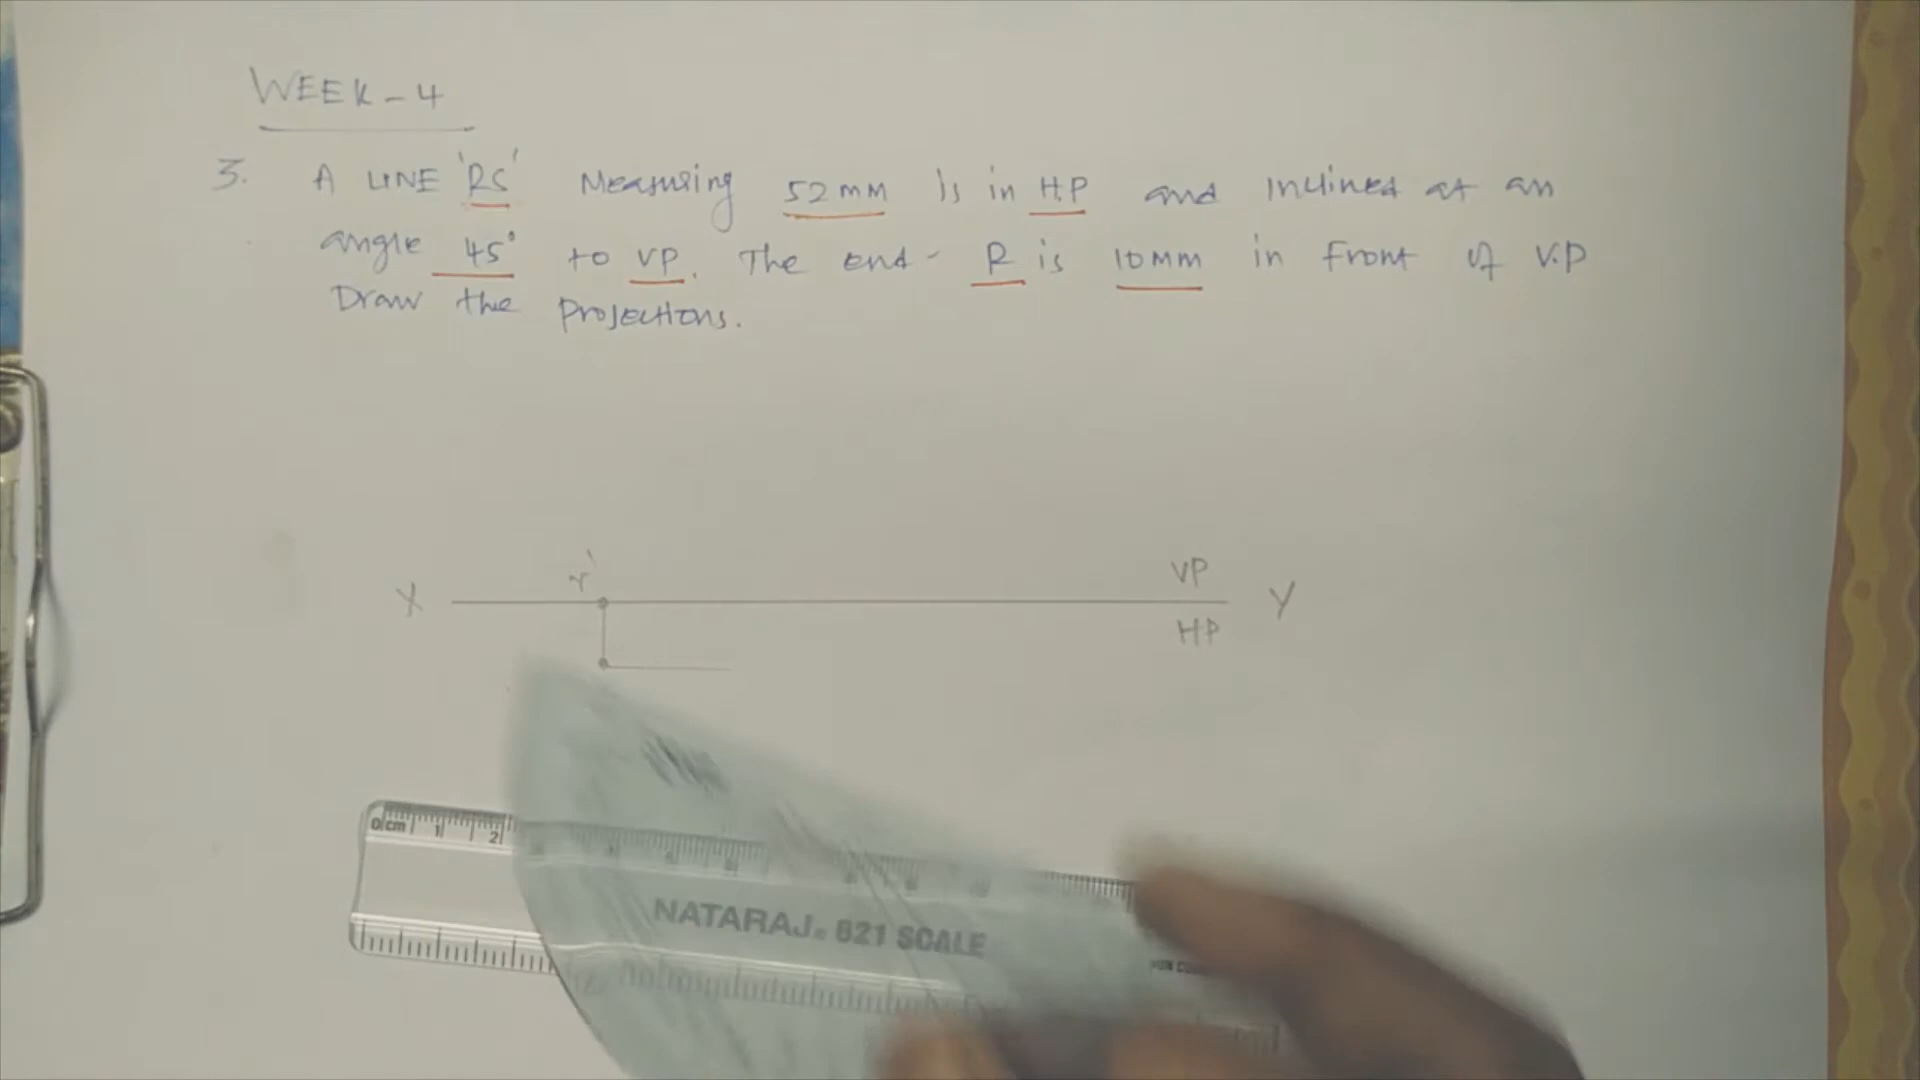 WEEK-4
3. A LINE 'RS' Measuring 52mm is in H.P and inclined at an
angle 45° to VP. The end- R is 10mm in front of V.P
Draw the projections.
r'
VP
X
Y
HP
0 cm 1 2
NATARAJ. 621 SCALE